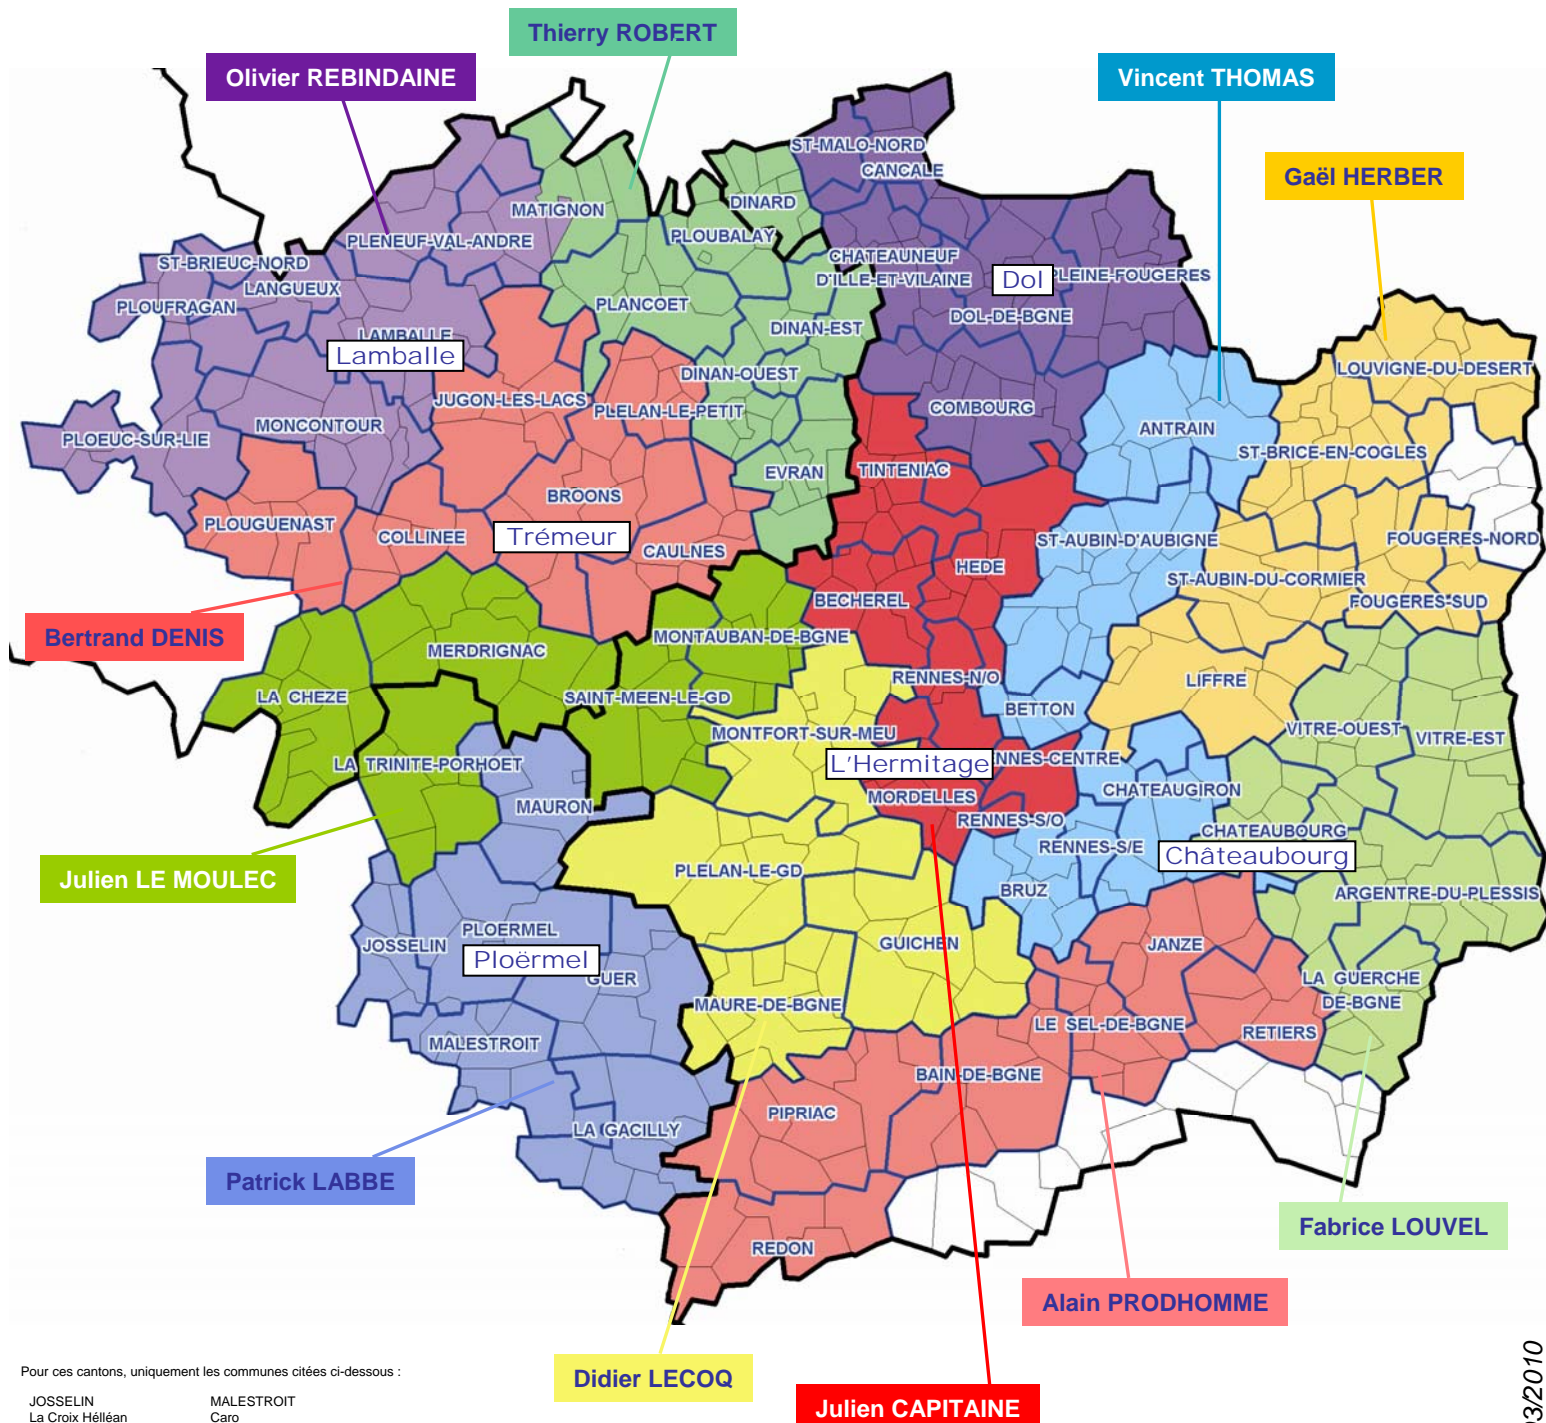 Thierry ROBERT
Olivier REBINDAINE
Vincent THOMAS
Gaël HERBER
ST-MALO-NORD
CANCALE
DINARD
MATIGNON
PLOUBALAY
PLENEUF-VAL-ANDRE
CHATEAUNEUF
D'ILLE-ET-VILAINE
ST-BRIEUC-NORD
LANGUEUX
PLOUFRAGAN
Dol
PLEINE-FOUGERES
PLANCOET
DINAN-EST
DOL-DE-BGNE
LAMBALLE
Lamballe
DINAN-OUEST
LOUVIGNE-DU-DESERT
JUGON-LES-LACS
PLELAN-LE-PETIT
COMBOURG
MONCONTOUR
PLOEUC-SUR-LIE
ANTRAIN
ST-BRICE-EN-COGLES
EVRAN
TINTENIAC
BROONS
PLOUGUENAST
COLLINEE
Trémeur
CAULNES
ST-AUBIN-D'AUBIGNE
FOUGERES-NORD
HEDE
ST-AUBIN-DU-CORMIER
BECHEREL
FOUGERES-SUD
Bertrand DENIS
MERDRIGNAC
MONTAUBAN-DE-BGNE
RENNES-N/O
LIFFRE
LA CHEZE
SAINT-MEEN-LE-GD
BETTON
MONTFORT-SUR-MEU
VITRE-OUEST
VITRE-EST
L'Hermitage
NNES-CENTRE
LA TRINITE-PORHOET
MAURON
MORDELLES
CHATEAUGIRON
RENNES-S/O
CHATEAUBOURG
RENNES-S/E
Châteaubourg
Julien LE MOULEC
PLELAN-LE-GD
BRUZ
ARGENTRE-DU-PLESSIS
JOSSELIN
PLOERMEL
Ploërmel
GUICHEN
JANZE
GUER
LA GUERCHE
DE-BGNE
MAURE-DE-BGNE
LE SEL-DE-BGNE
RETIERS
MALESTROIT
BAIN-DE-BGNE
PIPRIAC
LA GACILLY
Patrick LABBE
Fabrice LOUVEL
REDON
Alain PRODHOMME
Didier LECOQ
Julien CAPITAINE
Pour ces cantons, uniquement les communes citées ci-dessous :
JOSSELIN
La Croix Hélléan
MALESTROIT
Caro
03/2010